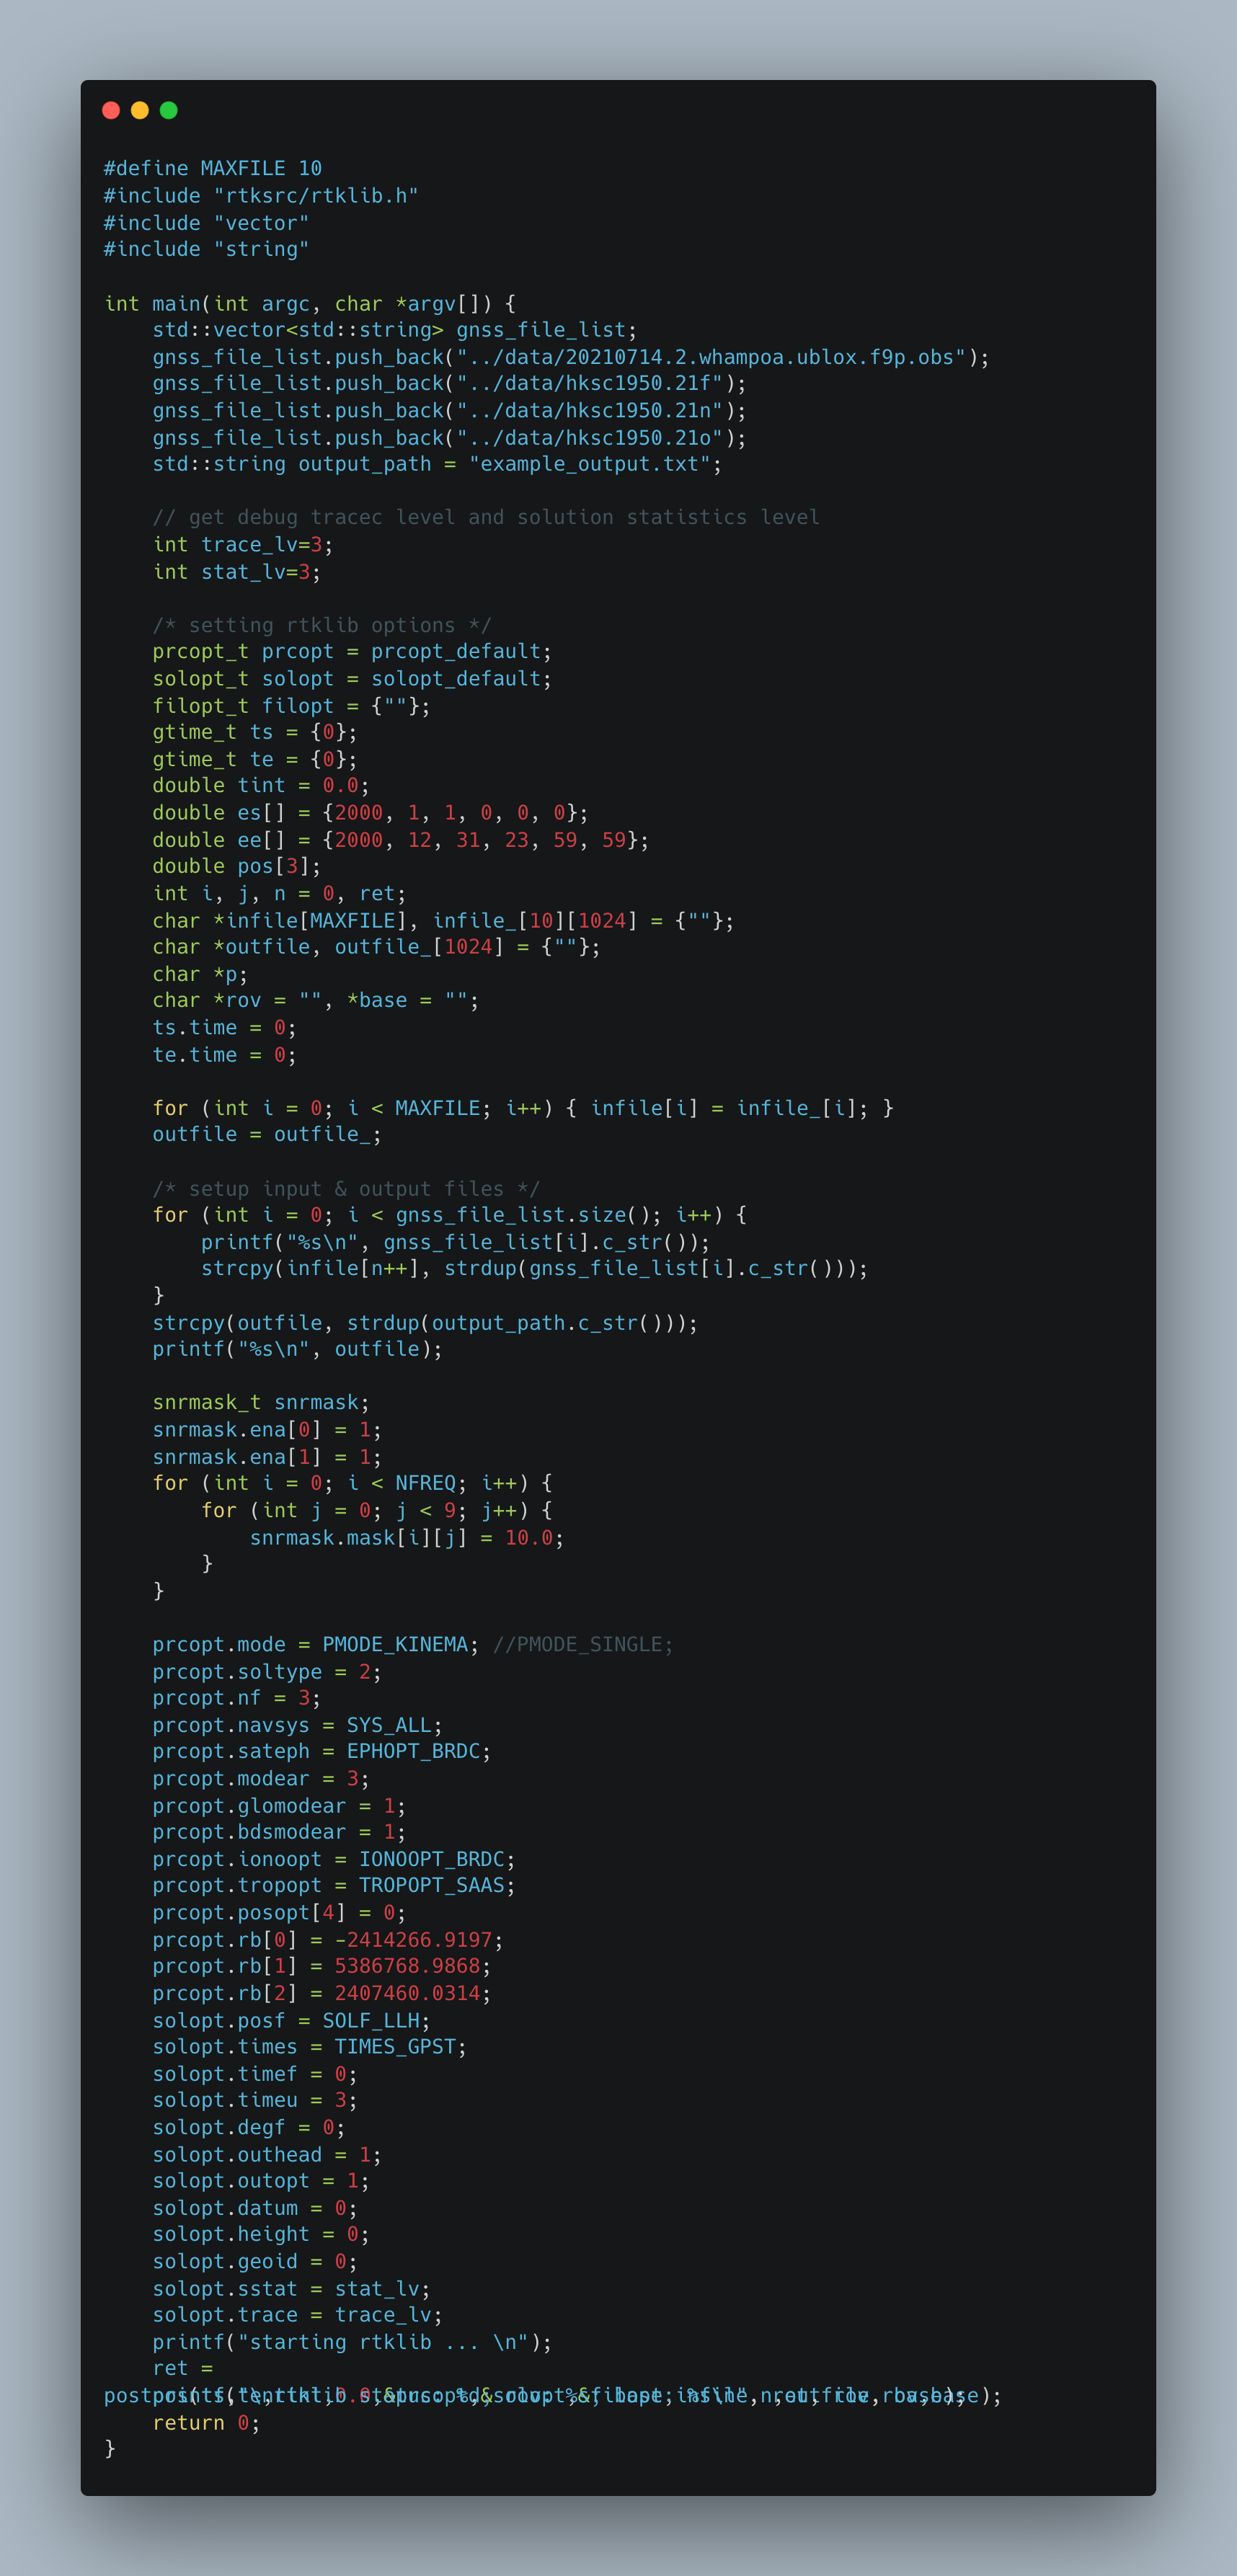 #define MAXFILE 10
#include "rtksrc/rtklib.h"
#include "vector"
#include "string"
int main(int argc, char *argv[]) {
std::vector<std::string> gnss_file_list;
gnss_file_list.push_back("../data/20210714.2.whampoa.ublox.f9p.obs");
gnss_file_list.push_back("../data/hksc1950.21f");
gnss_file_list.push_back("../data/hksc1950.21n");
gnss_file_list.push_back("../data/hksc1950.21o");
std::string output_path = "example_output.txt";
// get debug tracec level and solution statistics level
int trace_lv=3;
int stat_lv=3;
/* setting rtklib options */
prcopt_t prcopt = prcopt_default;
solopt_t solopt = solopt_default;
filopt_t filopt = {""};
gtime_t ts = {0};
gtime_t te = {0};
double tint = 0.0;
double es[] = {2000, 1, 1, 0, 0, 0};
double ee[] = {2000, 12, 31, 23, 59, 59};
double pos[3];
int i, j, n = 0, ret;
char *infile[MAXFILE], infile_[10][1024] = {""};
char *outfile, outfile_[1024] = {""};
char *p;
char *rov = "", *base = "";
ts.time = 0;
te.time = 0;
for (int i = 0; i < MAXFILE; i++) { infile[i] = infile_[i]; }
outfile = outfile_;
/* setup input & output files */
for (int i = 0; i < gnss_file_list.size(); i++) {
printf("%s\n", gnss_file_list[i].c_str());
strcpy(infile[n++], strdup(gnss_file_list[i].c_str()));
}
strcpy(outfile, strdup(output_path.c_str()));
printf("%s\n", outfile);
snrmask_t snrmask;
snrmask.ena[0] = 1;
snrmask.ena[1] = 1;
for (int i = 0; i < NFREQ; i++) {
for (int j = 0; j < 9; j++) {
snrmask.mask[i][j] = 10.0;
}
}
prcopt.mode = PMODE_KINEMA; //PMODE_SINGLE;
prcopt.soltype = 2;
prcopt.nf = 3;
prcopt.navsys = SYS_ALL;
prcopt.sateph = EPHOPT_BRDC;
prcopt.modear = 3;
prcopt.glomodear = 1;
prcopt.bdsmodear = 1;
prcopt.ionoopt = IONOOPT_BRDC;
prcopt.tropopt = TROPOPT_SAAS;
prcopt.posopt[4] = 0;
prcopt.rb[0] = -2414266.9197;
prcopt.rb[1] = 5386768.9868;
prcopt.rb[2] = 2407460.0314;
solopt.posf = SOLF_LLH;
solopt.times = TIMES_GPST;
solopt.timef = 0;
solopt.timeu = 3;
solopt.degf = 0;
solopt.outhead = 1;
solopt.outopt = 1;
solopt.datum = 0;
solopt.height = 0;
solopt.geoid = 0;
solopt.sstat = stat_lv;
solopt.trace = trace_lv;
printf("starting rtklib ... \n");
ret =
return 0;
}